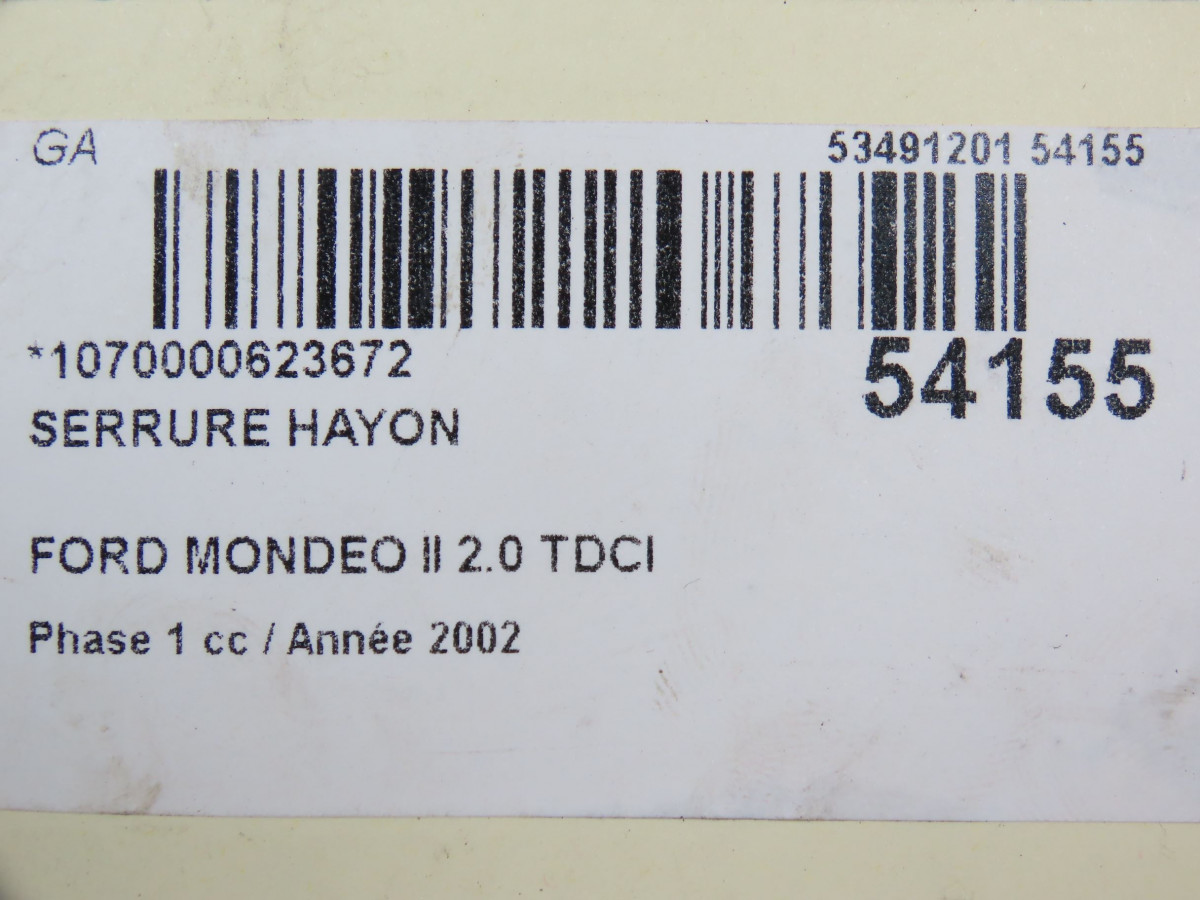 GA
53491201 54155
*1070000623672
54155
SERRURE HAYON
FORD MONDEO II 2.0 TDCI
Phase 1 cc / Année 2002